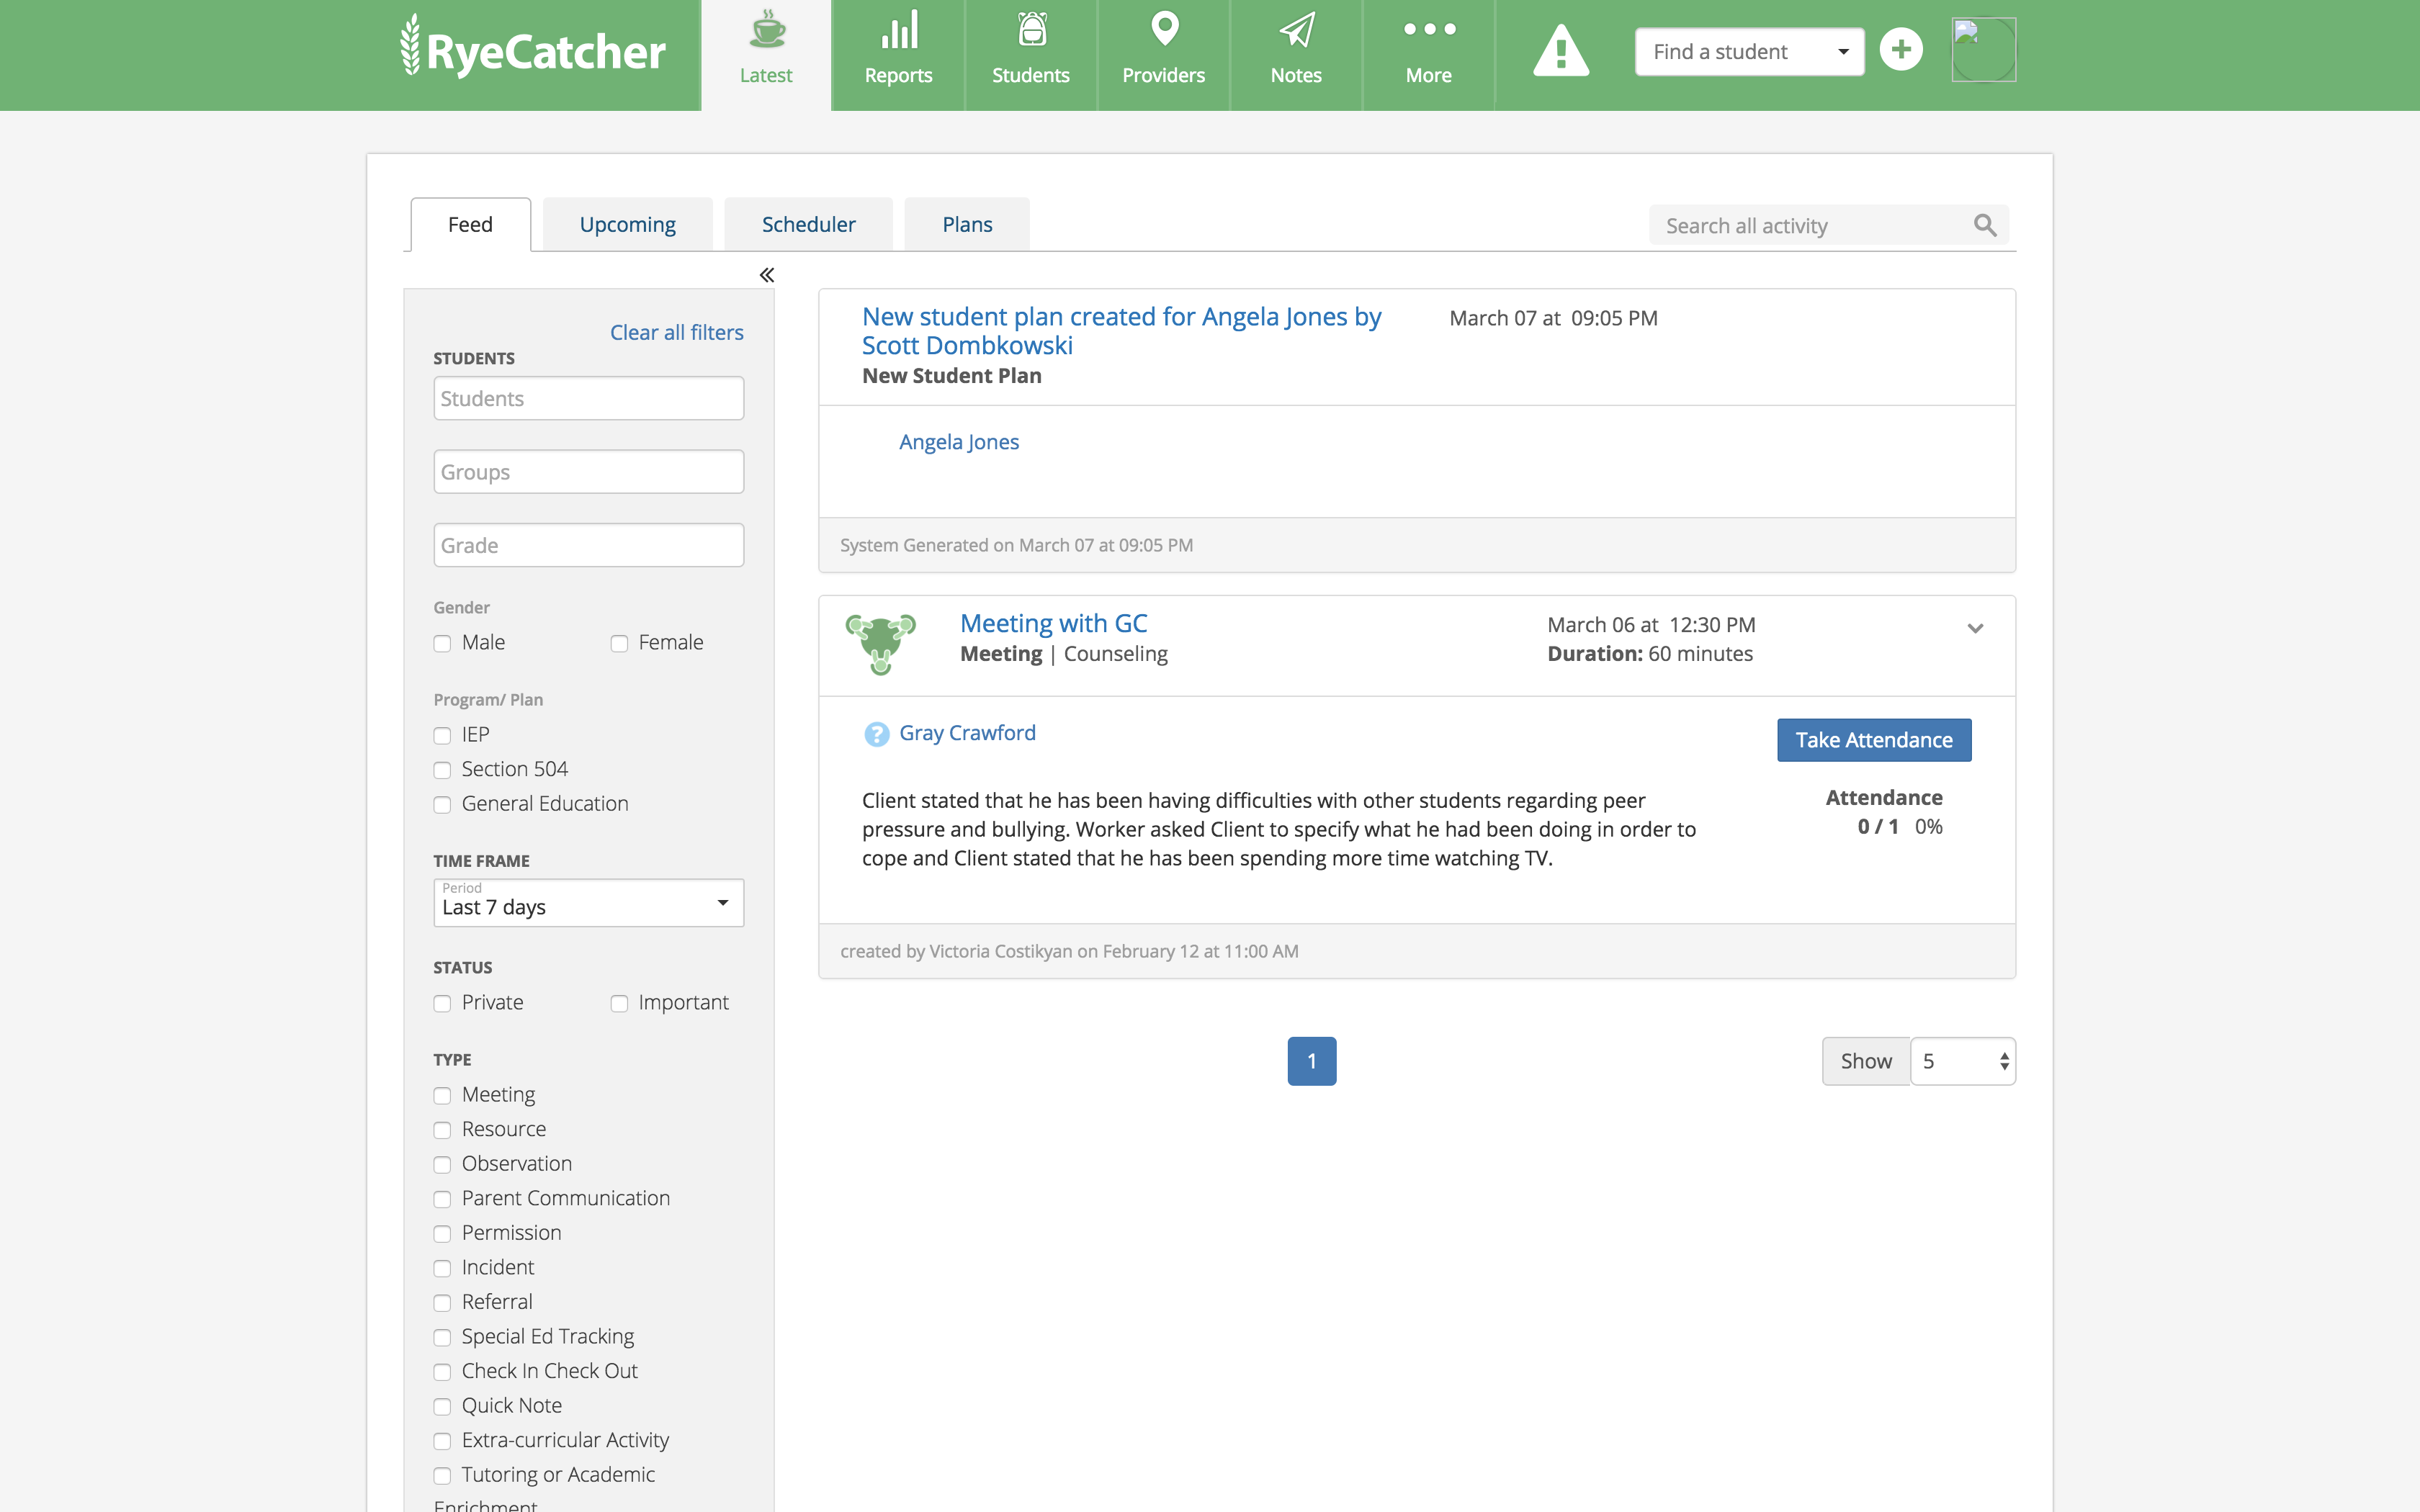 RyeCatcher
Latest
Reports
Students
Providers
Notes
More
Find a student
Feed
Upcoming
Scheduler
Plans
Search all activity
Clear all filters
STUDENTS
Students
Groups
Grade
Gender
Male Female
Program/ Plan
IEP
Section 504
General Education
TIME FRAME
Period
Last 7 days
STATUS
Private Important
TYPE
Meeting
Resource
Observation
Parent Communication
Permission
Incident
Referral
Special Ed Tracking
Check In Check Out
Quick Note
Extra-curricular Activity
Tutoring or Academic
Enrichment
New student plan created for Angela Jones by
Scott Dombkowski
New Student Plan
March 07 at 09:05 PM
Angela Jones
System Generated on March 07 at 09:05 PM
Meeting with GC
Meeting | Counseling
March 06 at 12:30 PM
Duration: 60 minutes
? Gray Crawford
Take Attendance
Client stated that he has been having difficulties with other students regarding peer
pressure and bullying. Worker asked Client to specify what he had been doing in order to
cope and Client stated that he has been spending more time watching TV.
Attendance
0 / 1 0%
created by Victoria Costikyan on February 12 at 11:00 AM
1
Show 5